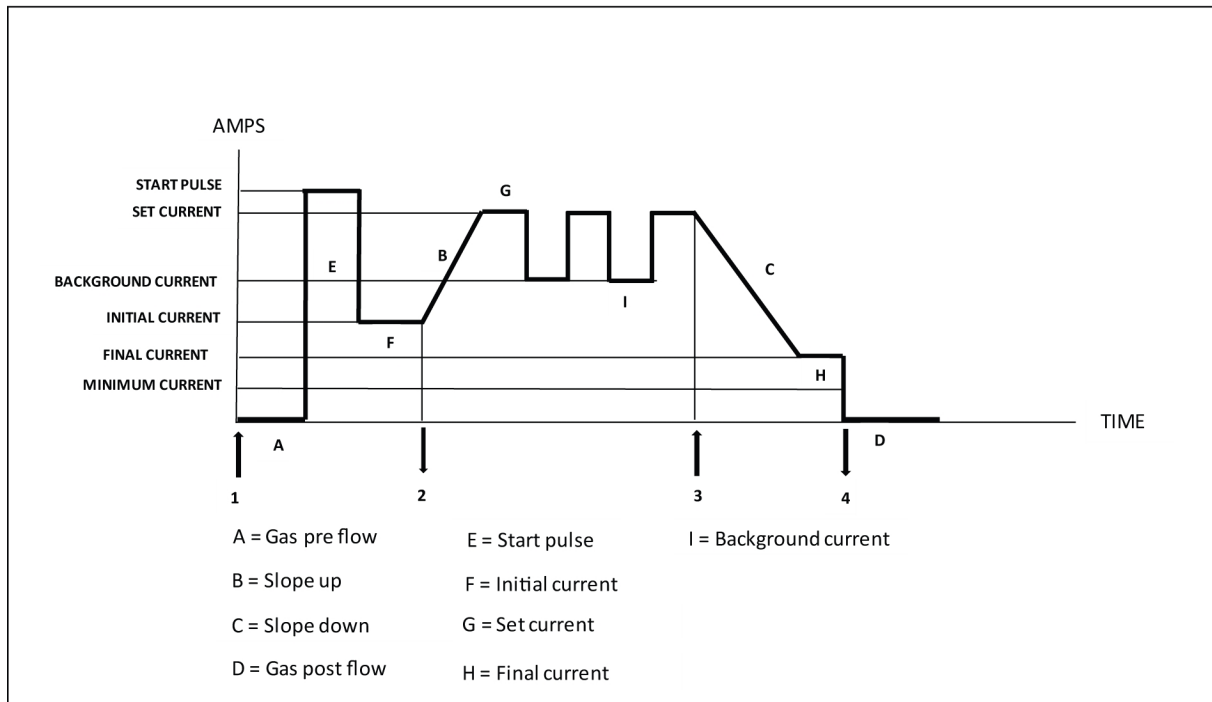 AMPS
START PULSE
G
SET CURRENT
B
E
C
BACKGROUND CURRENT
I
INITIAL CURRENT
F
FINAL CURRENT
H
MINIMUM CURRENT
TIME
A
D
1
2
3
4
A = Gas pre flow
E = Start pulse
I = Background current
B = Slope up
F = Initial current
C = Slope down
G = Set current
D = Gas post flow
H = Final current